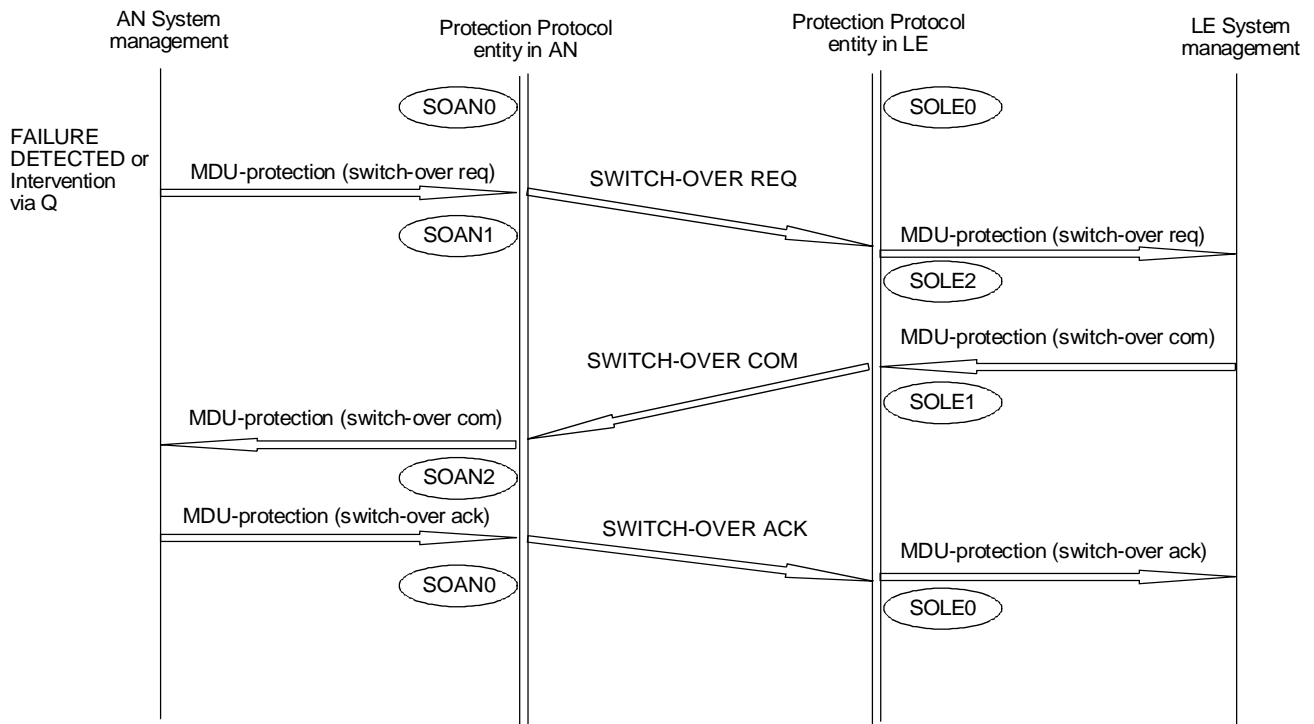 AN System
management
Protection Protocol
entity in AN
Protection Protocol
entity in LE
LE System
management
SOAN0
SOLE0
FAILURE
DETECTED or
Intervention
via Q
MDU-protection (switch-over req)
SWITCH-OVER REQ
SOAN1
MDU-protection (switch-over req)
SOLE2
MDU-protection (switch-over com)
SWITCH-OVER COM
SOLE1
MDU-protection (switch-over com)
SOAN2
MDU-protection (switch-over ack)
SWITCH-OVER ACK
MDU-protection (switch-over ack)
SOAN0
SOLE0